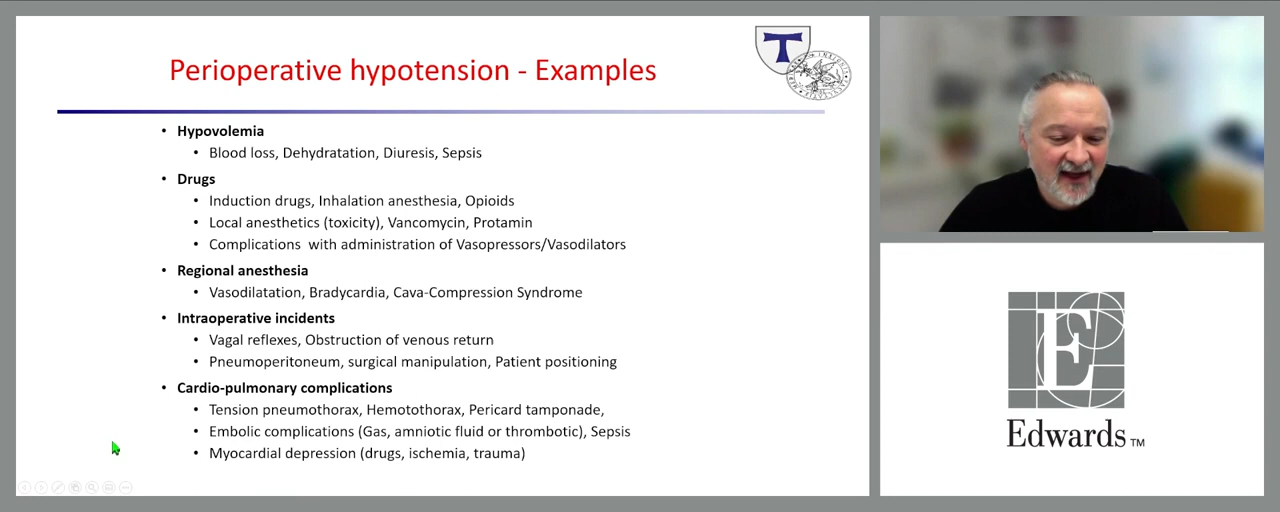 Perioperative hypotension - Examples
• Hypovolemia
• Blood loss, Dehydratation, Diuresis, Sepsis
• Drugs
• Induction drugs, Inhalation anesthesia, Opioids
• Local anesthetics (toxicity), Vancomycin, Protamin
• Complications with administration of Vasopressors/Vasodilators
• Regional anesthesia
• Vasodilatation, Bradycardia, Cava-Compression Syndrome
• Intraoperative incidents
• Vagal reflexes, Obstruction of venous return
• Pneumoperitoneum, surgical manipulation, Patient positioning
• Cardio-pulmonary complications
• Tension pneumothorax, Hemotothorax, Pericard tamponade,
• Embolic complications (Gas, amniotic fluid or thrombotic), Sepsis
• Myocardial depression (drugs, ischemia, trauma)
T
E
Edwards™